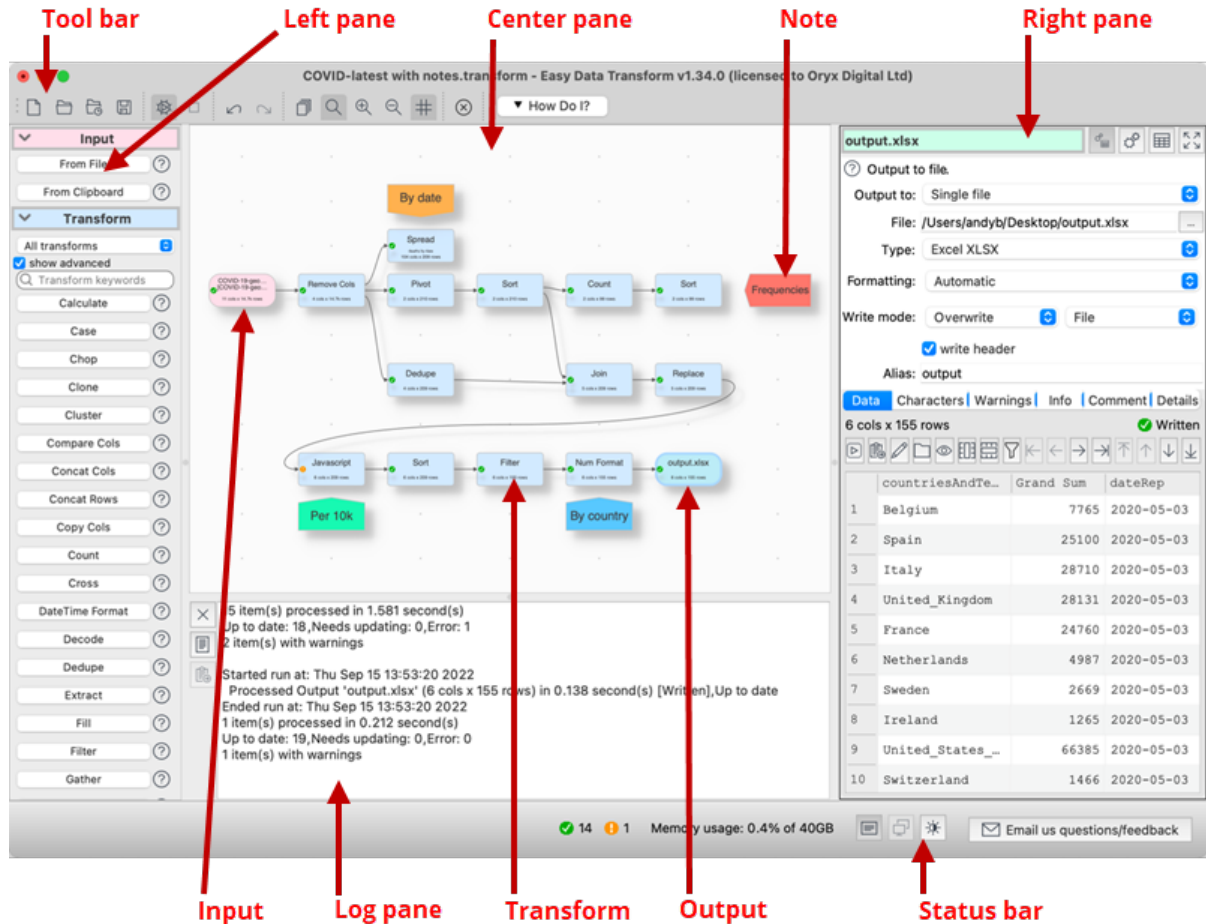 Tool bar
Left pane
Center pane
Note
Right pane
COVID-latest with notes.transform - Easy Data Transform v1.34.0 (licensed to Oryx Digital Ltd)
▼ How Do I?
Input
From File
From Clipboard
Transform
All transforms
show advanced
Transform keywords
Calculate
Case
Chop
Clone
Cluster
Compare Cols
Concat Cols
Concat Rows
Copy Cols
Count
Cross
DateTime Format
Decode
Dedupe
Extract
Fill
Filter
Gather
By date
Spread
COVID-19-geo...
Remove Cols
Pivot
Sort
Count
Sort
Frequencies
Dedupe
Join
Replace
Javascript
Sort
Filter
Num Format
output.xlsx
Per 10k
By country
5 item(s) processed in 1.581 second(s)
Up to date: 18,Needs updating: 0,Error: 1
2 item(s) with warnings
Started run at: Thu Sep 15 13:53:20 2022
Processed Output 'output.xlsx' (6 cols x 155 rows) in 0.138 second(s) [Written],Up to date
Ended run at: Thu Sep 15 13:53:20 2022
1 item(s) processed in 0.212 second(s)
Up to date: 19,Needs updating: 0,Error: 0
1 item(s) with warnings
output.xlsx
Output to file.
Output to: Single file
File: /Users/andyb/Desktop/output.xlsx ...
Type: Excel XLSX
Formatting: Automatic
Write mode: Overwrite File
write header
Alias: output
Data Characters Warnings Info Comment Details
6 cols x 155 rows Written
countriesAndTe... Grand Sum dateRep
1 Belgium 7765 2020-05-03
2 Spain 25100 2020-05-03
3 Italy 28710 2020-05-03
4 United_Kingdom 28131 2020-05-03
5 France 24760 2020-05-03
6 Netherlands 4987 2020-05-03
7 Sweden 2669 2020-05-03
8 Ireland 1265 2020-05-03
9 United_States_... 66385 2020-05-03
10 Switzerland 1466 2020-05-03
14 1 Memory usage: 0.4% of 40GB
Email us questions/feedback
Input
Log pane
Transform
Output
Status bar